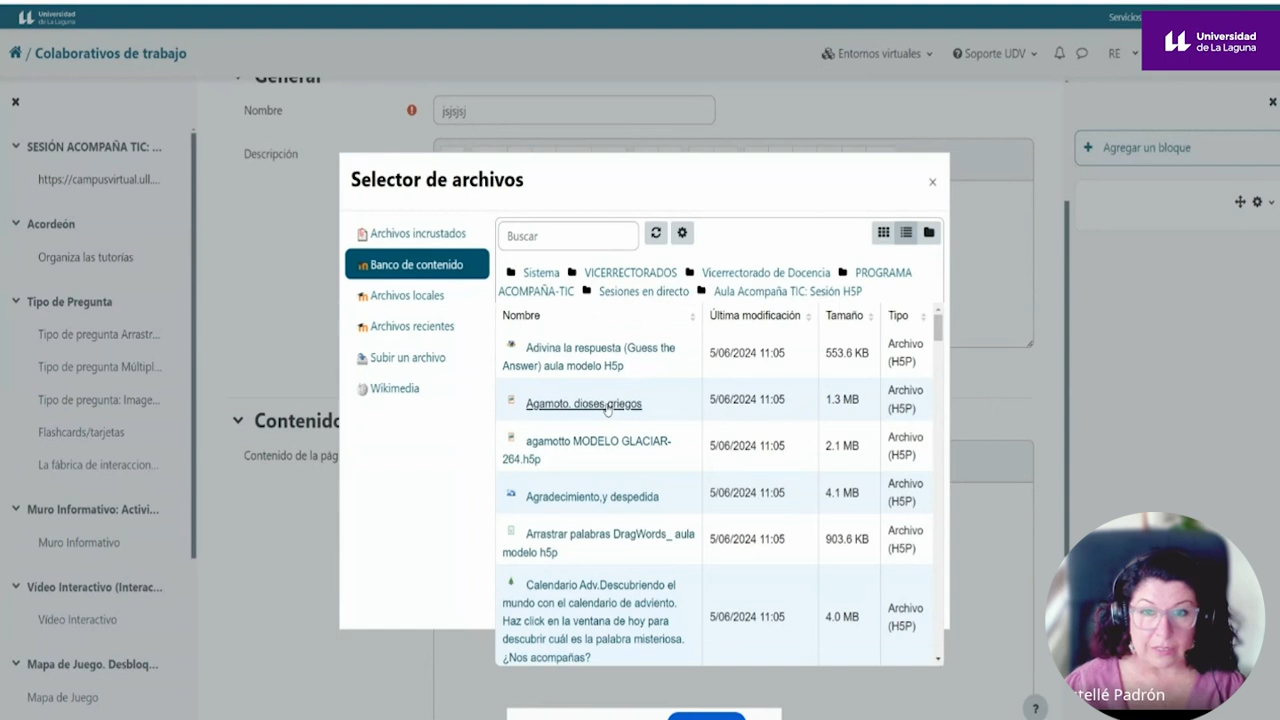 Universidad
de La Laguna
Servicios
Universidad
de La Laguna
/ Colaborativos de trabajo
Entornos virtuales
Soporte UDV
RE
General
SESIÓN ACOMPAÑA TIC: ...
https://campusvirtual.ull....
Acordeón
Organiza las tutorias
Tipo de Pregunta
Tipo de pregunta Arrastr...
Tipo de pregunta Múltipl...
Tipo de pregunta: Image...
Flashcards/tarjetas
La fábrica de interaccion...
Muro Informativo: Activi...
Muro Informativo
Vídeo Interactivo (Interac...
Vídeo Interactivo
Mapa de Juego. Desbloq...
Mapa de Juego
Nombre
jsjsjsj
Descripción
Contenido
Contenido de la pág
Selector de archivos
×
Archivos incrustados
Banco de contenido
Archivos locales
Archivos recientes
Subir un archivo
Wikimedia
Buscar
Sistema VICERRECTORADOS Vicerrectorado de Docencia PROGRAMA
ACOMPAÑA-TIC Sesiones en directo Aula Acompaña TIC: Sesión H5P
Nombre Última modificación Tamaño Tipo
Adivina la respuesta (Guess the
Answer) aula modelo H5p
5/06/2024 11:05 553.6 KB
Archivo
(H5P)
Agamoto. dioses griegos
5/06/2024 11:05 1.3 MB
Archivo
(H5P)
agamotto MODELO GLACIAR-
264.h5p
5/06/2024 11:05 2.1 MB
Archivo
(H5P)
Agradecimiento,y despedida
5/06/2024 11:05 4.1 MB
Archivo
(H5P)
Arrastrar palabras DragWords_ aula
modelo h5p
5/06/2024 11:05 903.6 KB
Archivo
(H5P)
Calendario Adv.Descubriendo el
mundo con el calendario de adviento.
Haz click en la ventana de hoy para
descubrir cuál es la palabra misteriosa.
¿Nos acompañas?
5/06/2024 11:05 4.0 MB
Archivo
(H5P)
Agregar un bloque
?
tellé Padrón